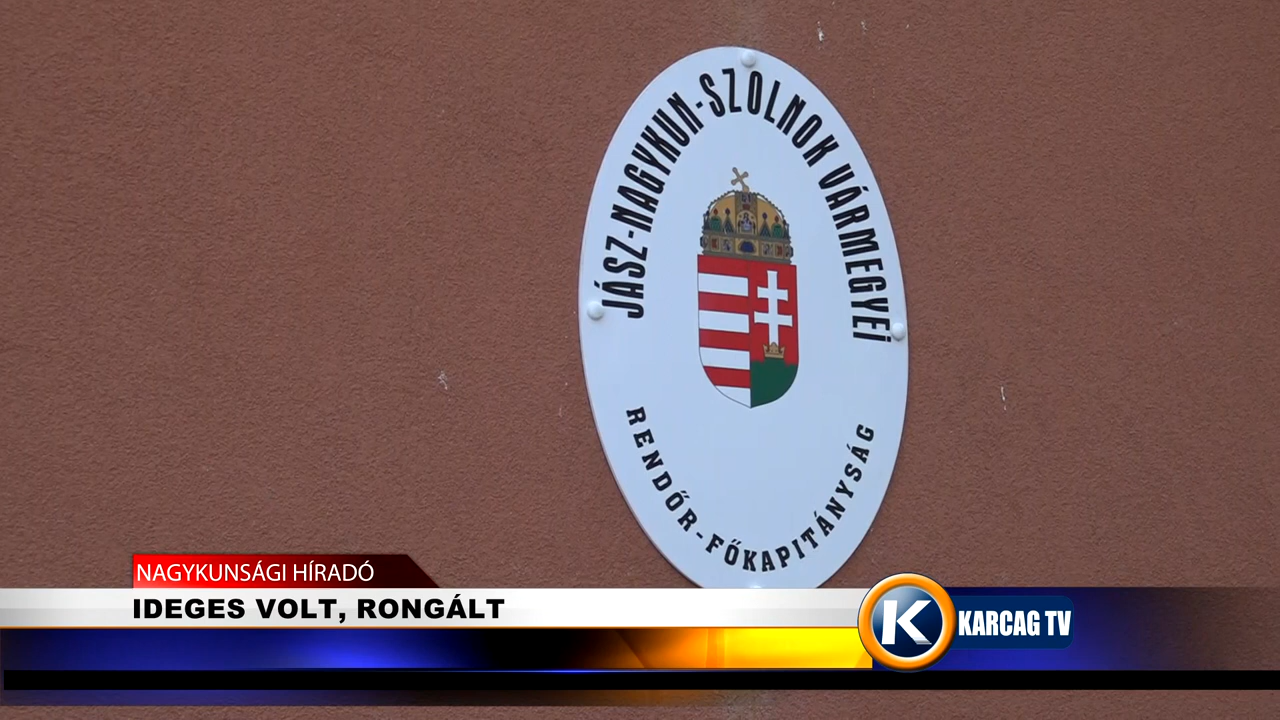 JÁSZ-NAGYKUN-SZOLNOK VÁRMEGYEI
RENDŐR-FŐKAPITÁNYSÁG
NAGYKUNSÁGI HÍRADÓ
IDEGES VOLT, RONGÁLT
K KARCAG TV